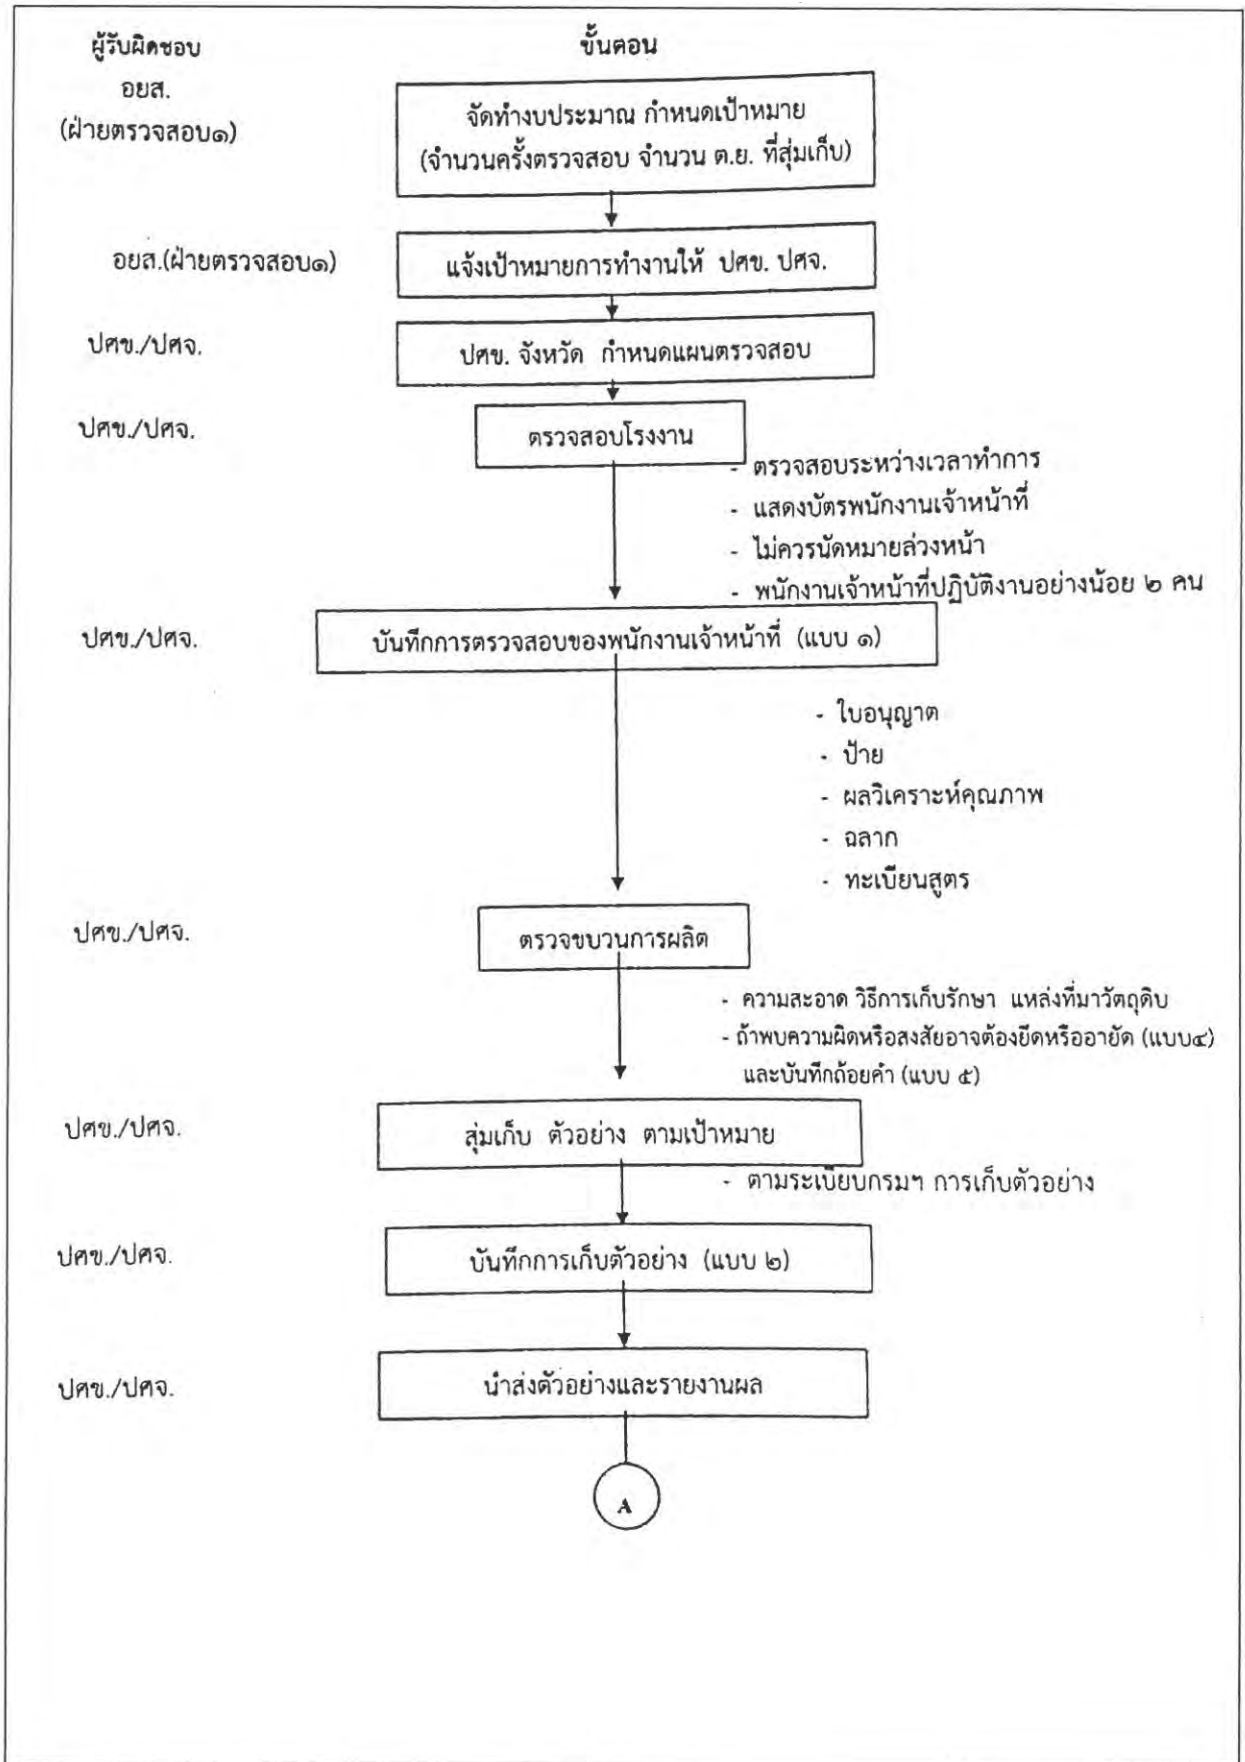 ผู้รับผิดชอบ
ขั้นตอน
อยส.
(ฝ่ายตรวจสอบ๑)
จัดทำงบประมาณ กำหนดเป้าหมาย
(จำนวนครั้งตรวจสอบ จำนวน ต.ย. ที่สุ่มเก็บ)
อยส.(ฝ่ายตรวจสอบ๑)
แจ้งเป้าหมายการทำงานให้ ปศข. ปศจ.
ปศข./ปศจ.
ปศข. จังหวัด กำหนดแผนตรวจสอบ
ปศข./ปศจ.
ตรวจสอบโรงงาน
- ตรวจสอบระหว่างเวลาทำการ
- แสดงบัตรพนักงานเจ้าหน้าที่
- ไม่ควรนัดหมายล่วงหน้า
- พนักงานเจ้าหน้าที่ปฏิบัติงานอย่างน้อย ๒ คน
ปศข./ปศจ.
บันทึกการตรวจสอบของพนักงานเจ้าหน้าที่ (แบบ ๑)
- ใบอนุญาต
- ป้าย
- ผลวิเคราะห์คุณภาพ
- ฉลาก
- ทะเบียนสูตร
ปศข./ปศจ.
ตรวจขบวนการผลิต
- ความสะอาด วิธีการเก็บรักษา แหล่งที่มาวัตถุดิบ
- ถ้าพบความผิดหรือสงสัยอาจต้องยึดหรืออายัด (แบบ๔)
และบันทึกถ้อยคำ (แบบ ๕)
ปศข./ปศจ.
สุ่มเก็บ ตัวอย่าง ตามเป้าหมาย
- ตามระเบียบกรมฯ การเก็บตัวอย่าง
ปศข./ปศจ.
บันทึกการเก็บตัวอย่าง (แบบ ๒)
ปศข./ปศจ.
นำส่งตัวอย่างและรายงานผล
A